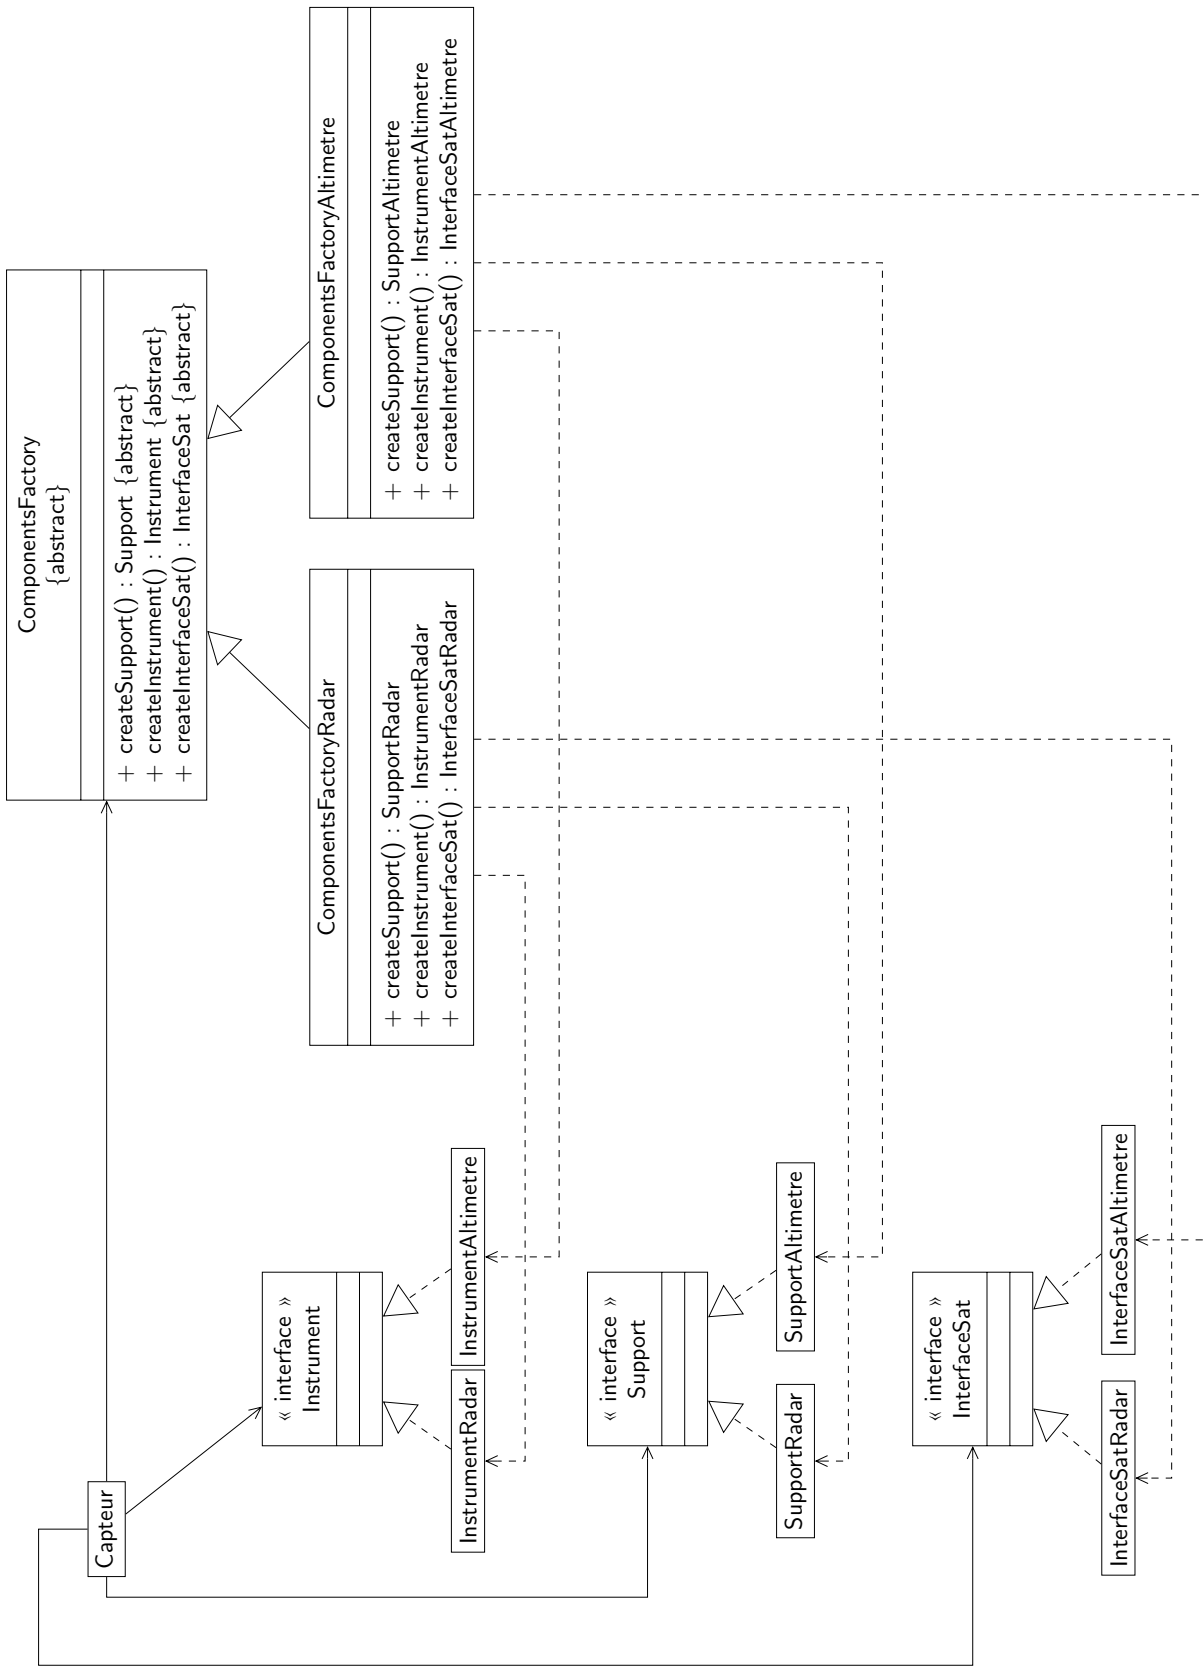 ComponentsFactory
{abstract}
+ createSupport() : Support {abstract}
+ createInstrument() : Instrument {abstract}
+ createInterfaceSat() : InterfaceSat {abstract}
Capteur
ComponentsFactoryRadar
+ createSupport() : SupportRadar
+ createInstrument() : InstrumentRadar
+ createInterfaceSat() : InterfaceSatRadar
ComponentsFactoryAltimetre
+ createSupport() : SupportAltimetre
+ createInstrument() : InstrumentAltimetre
+ createInterfaceSat() : InterfaceSatAltimetre
« interface »
Instrument
InstrumentRadar
InstrumentAltimetre
« interface »
Support
SupportRadar
SupportAltimetre
« interface »
InterfaceSat
InterfaceSatRadar
InterfaceSatAltimetre